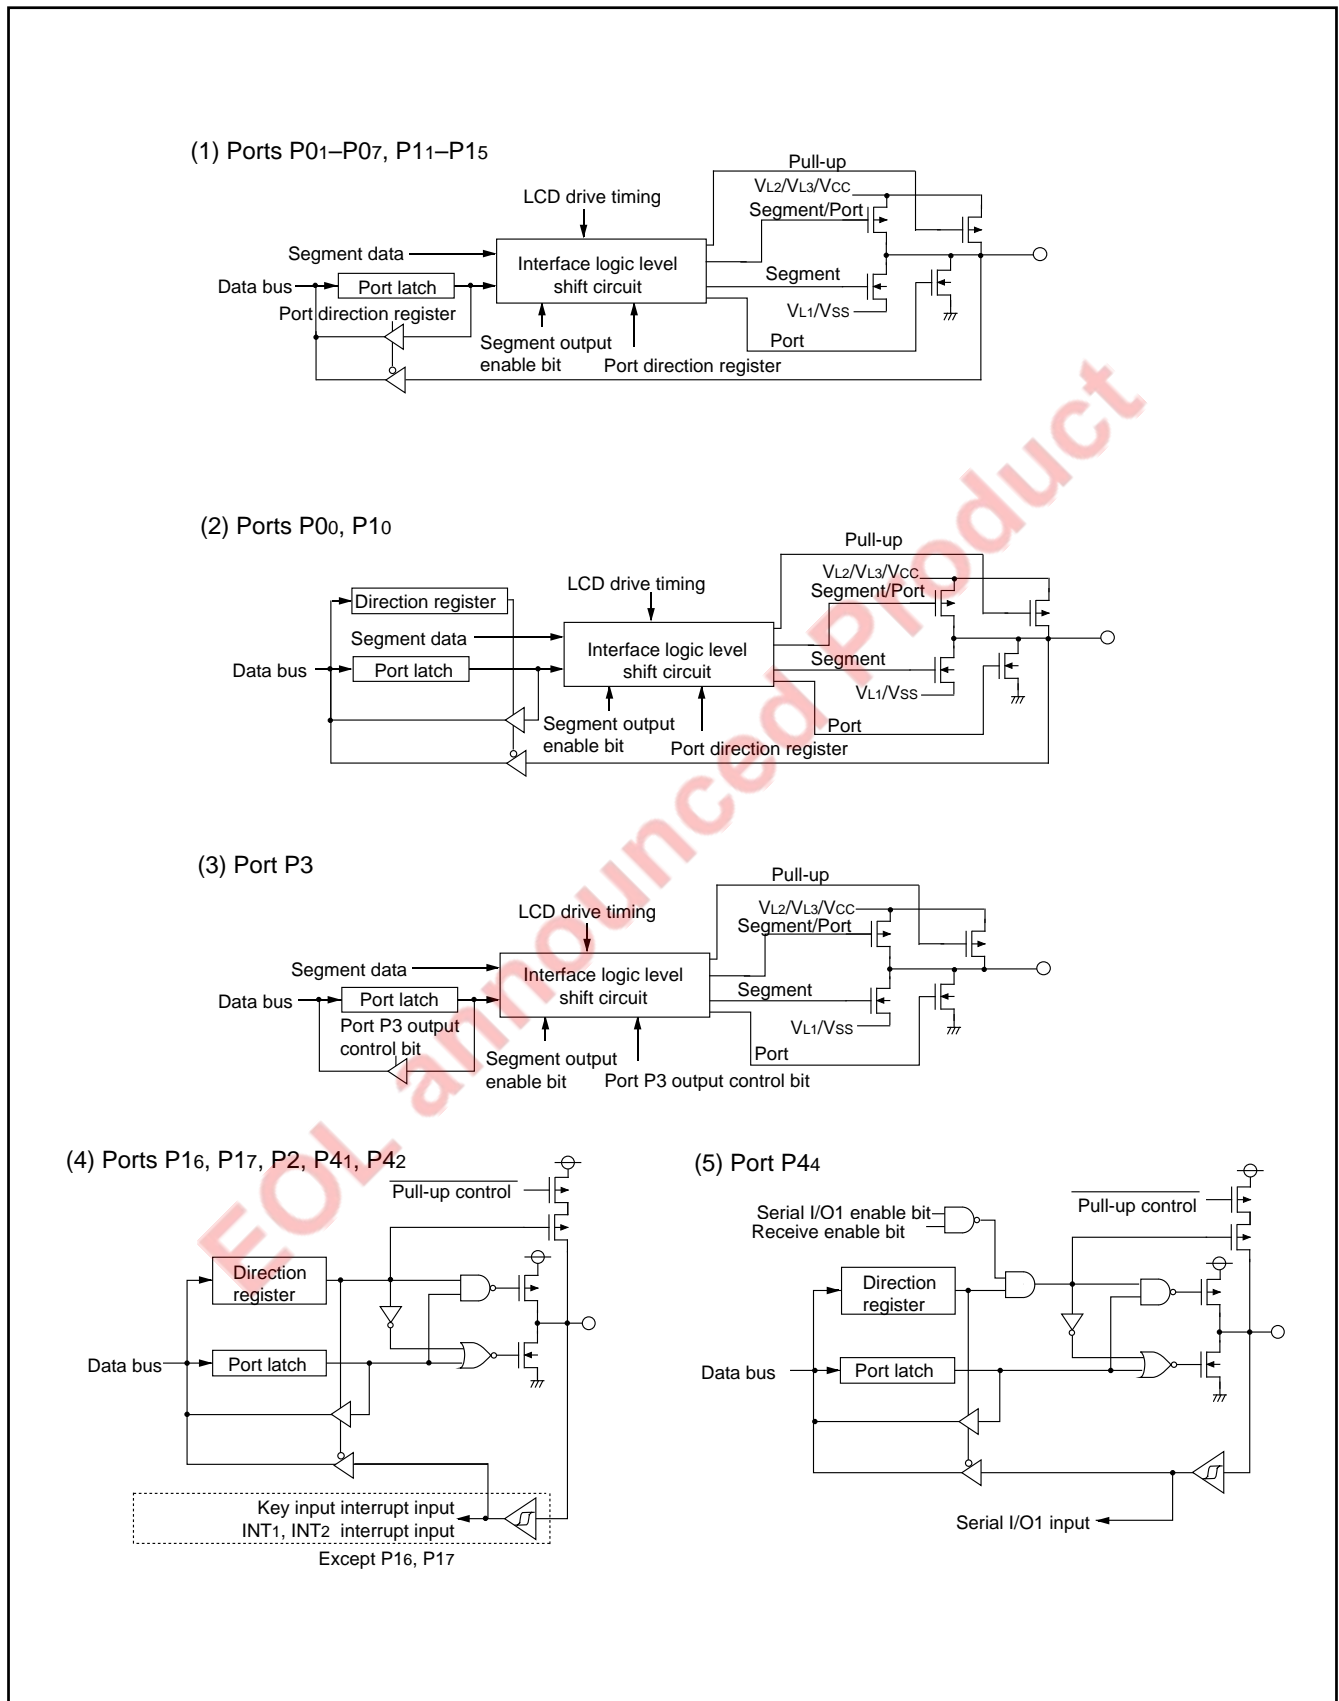 (1) Ports P01–P07, P11–P15
Pull-up
VL2/VL3/VCC
LCD drive timing
Segment/Port
Segment data
Interface logic level
shift circuit
Segment
Data bus
Port latch
Port direction register
VL1/VSS
Segment output
enable bit
Port direction register
Port
(2) Ports P00, P10
Pull-up
VL2/VL3/VCC
LCD drive timing
Segment/Port
Direction register
Segment data
Interface logic level
shift circuit
Segment
Data bus
Port latch
VL1/VSS
Segment output
enable bit
Port direction register
Port
(3) Port P3
Pull-up
VL2/VL3/VCC
LCD drive timing
Segment/Port
Segment data
Interface logic level
shift circuit
Segment
Data bus
Port latch
Port P3 output
control bit
VL1/VSS
Segment output
enable bit
Port P3 output control bit
Port
(4) Ports P16, P17, P2, P41, P42
Pull-up control
Direction
register
Data bus
Port latch
Key input interrupt input
INT1, INT2 interrupt input
Except P16, P17
(5) Port P44
Pull-up control
Serial I/O1 enable bit
Receive enable bit
Direction
register
Data bus
Port latch
Serial I/O1 input
EOL announced Product